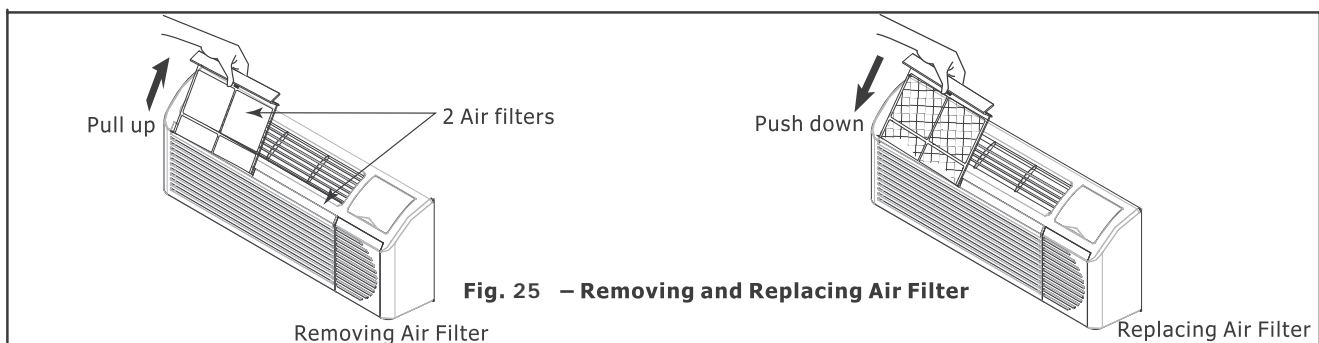 Pull up
2 Air filters
Push down
Fig. 25 – Removing and Replacing Air Filter
Removing Air Filter
Replacing Air Filter